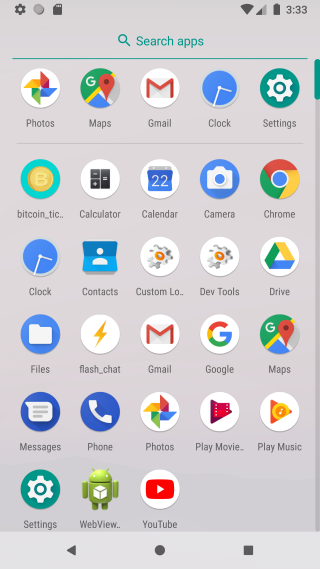 3:33
Search apps
Photos Maps Gmail Clock Settings
22
bitcoin_tic.. Calculator Calendar Camera Chrome
Clock Contacts Custom Lo.. Dev Tools Drive
Files flash_chat Gmail Google Maps
Messages Phone Photos Play Movie.. Play Music
Settings WebView.. YouTube